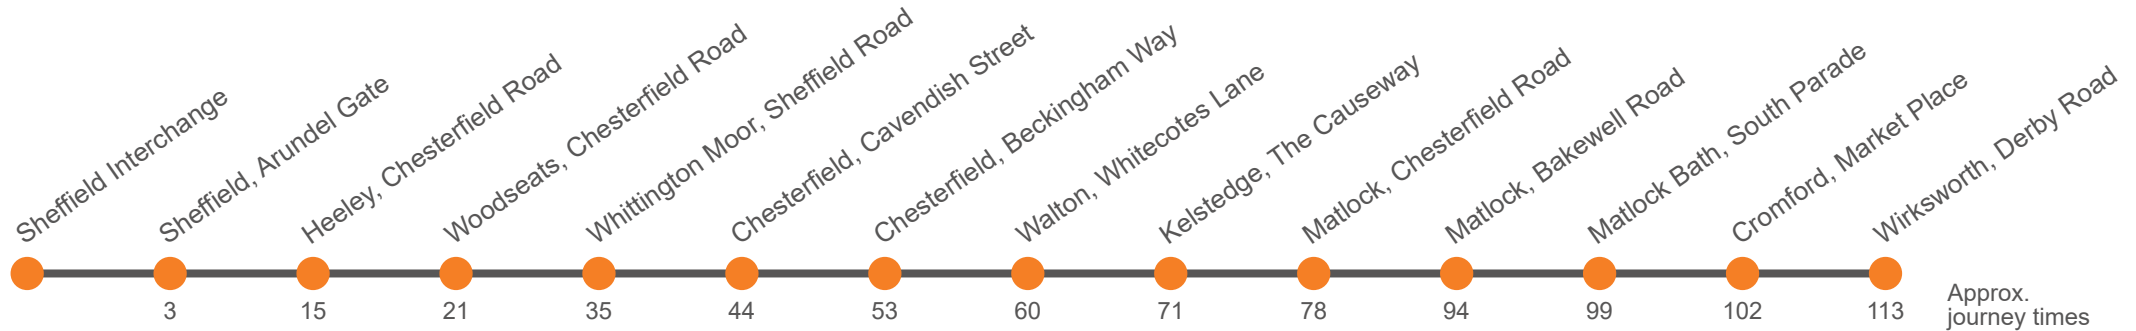 Sheffield Interchange
Sheffield, Arundel Gate
Heeley, Chesterfield Road
Woodseats, Chesterfield Road
Whittington Moor, Sheffield Road
Chesterfield, Cavendish Street
Chesterfield, Beckingham Way
Walton, Whitecotes Lane
Kelstedge, The Causeway
Matlock, Chesterfield Road
Matlock, Bakewell Road
Matlock Bath, South Parade
Cromford, Market Place
Wirksworth, Derby Road
3 15 21 35 44 53 60 71 78 94 99 102 113
Approx.
journey times